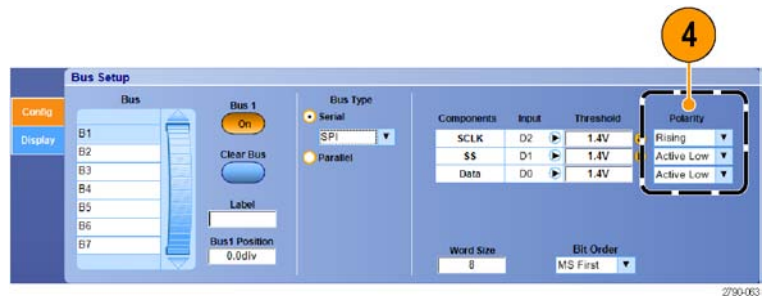 4
Bus Setup
Config
Display
Bus
B1
B2
B3
B4
B5
B6
B7
Bus 1
On
Clear Bus
Label
Bus1 Position
0.0div
Bus Type
Serial
SPI
Parallel
Components Input Threshold Polarity
SCLK D2 1.4V Rising
SS D1 1.4V Active Low
Data D0 1.4V Active Low
Word Size Bit Order
8 MS First
2790-063